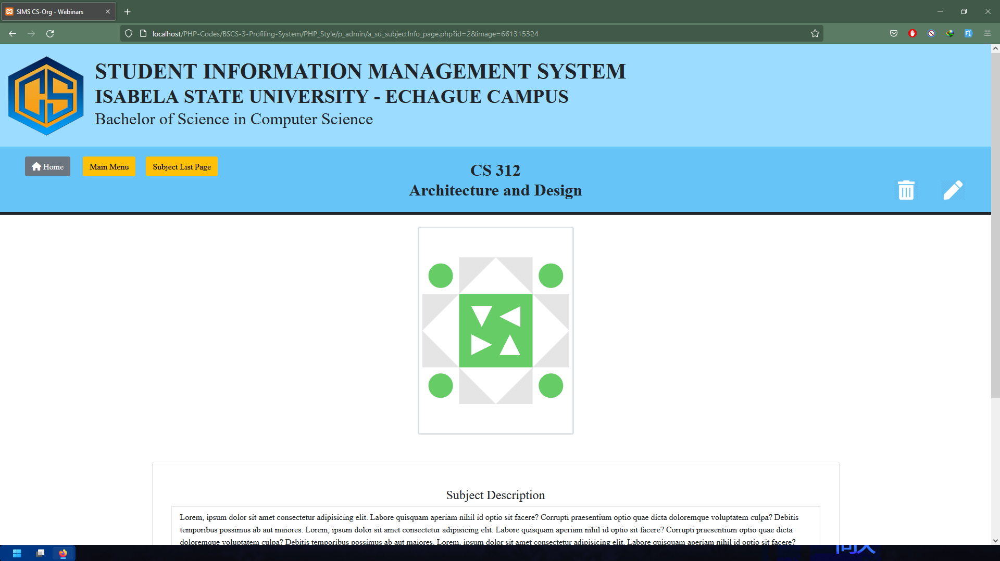 SIMS CS-Org - Webinars
localhost/PHP-Codes/BSCS-3-Profiling-System/PHP_Style/p_admin/a_su_subjectInfo_page.php?id=2&image=661315324
CS
STUDENT INFORMATION MANAGEMENT SYSTEM
ISABELA STATE UNIVERSITY - ECHAGUE CAMPUS
Bachelor of Science in Computer Science
Home
Main Menu
Subject List Page
CS 312
Architecture and Design
Subject Description
Lorem, ipsum dolor sit amet consectetur adipisicing elit. Labore quisquam aperiam nihil id optio sit facere? Corrupti praesentium optio quae dicta doloremque voluptatem culpa? Debitis
temporibus possimus ab aut maiores. Lorem, ipsum dolor sit amet consectetur adipisicing elit. Labore quisquam aperiam nihil id optio sit facere? Corrupti praesentium optio quae dicta
doloremque voluptatem culpa? Debitis temporibus possimus ab aut maiores. Lorem, ipsum dolor sit amet consectetur adipisicing elit. Labore quisquam aperiam nihil id optio sit facere?